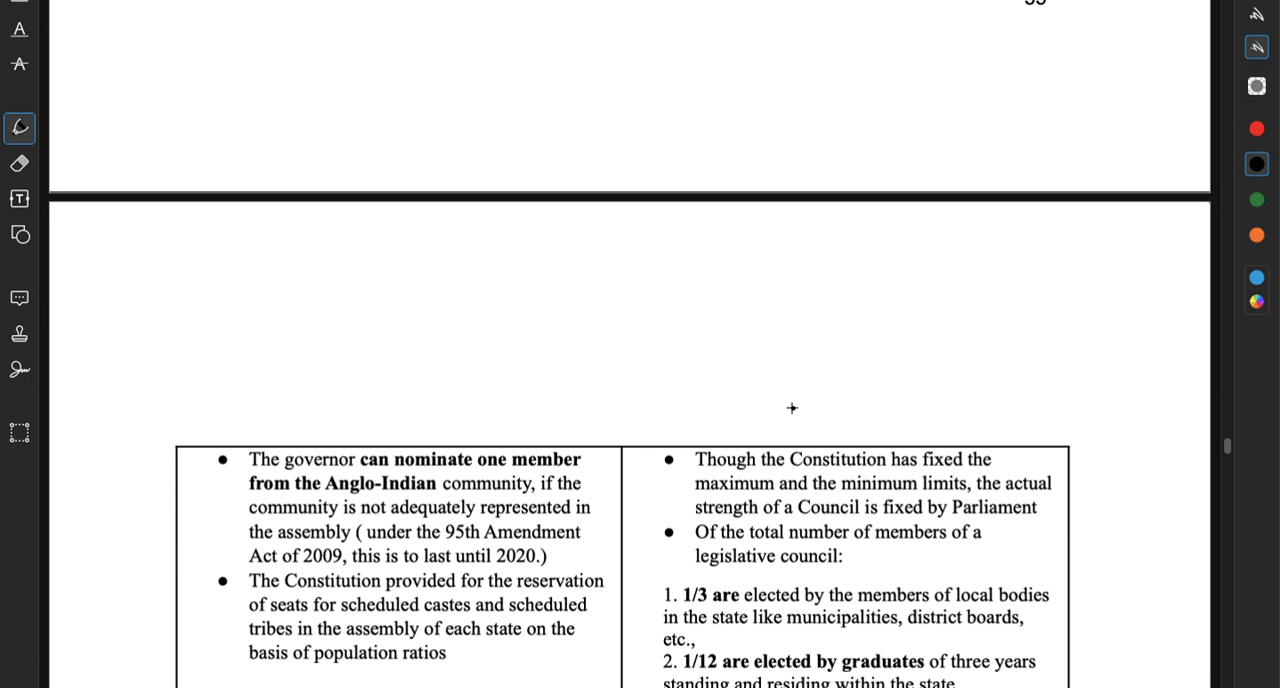 ● The governor can nominate one member
from the Anglo-Indian community, if the
community is not adequately represented in
the assembly ( under the 95th Amendment
Act of 2009, this is to last until 2020.)
● The Constitution provided for the reservation
of seats for scheduled castes and scheduled
tribes in the assembly of each state on the
basis of population ratios
● Though the Constitution has fixed the
maximum and the minimum limits, the actual
strength of a Council is fixed by Parliament
● Of the total number of members of a
legislative council:
1. 1/3 are elected by the members of local bodies
in the state like municipalities, district boards,
etc.,
2. 1/12 are elected by graduates of three years
standing and residing within the state